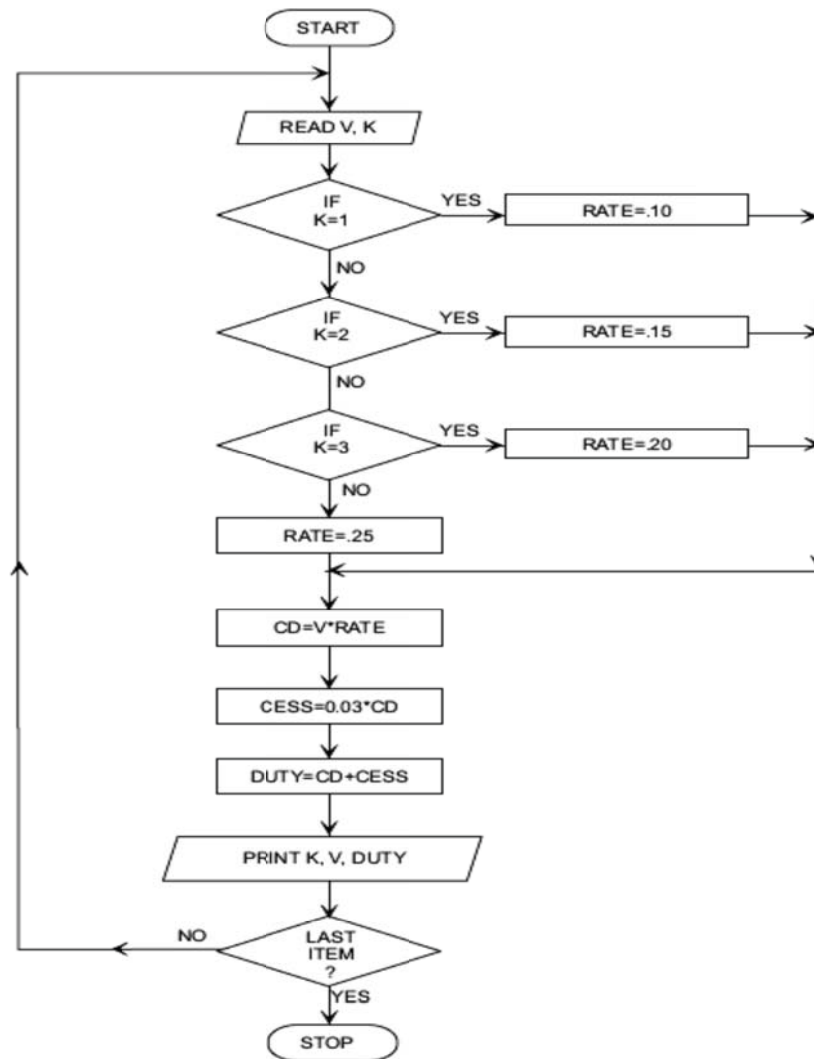 START
READ V, K
IF
K=1
YES
RATE=.10
NO
IF
K=2
YES
RATE=.15
NO
IF
K=3
YES
RATE=.20
NO
RATE=.25
CD=V*RATE
CESS=0.03*CD
DUTY=CD+CESS
PRINT K, V, DUTY
NO
LAST
ITEM
?
YES
STOP